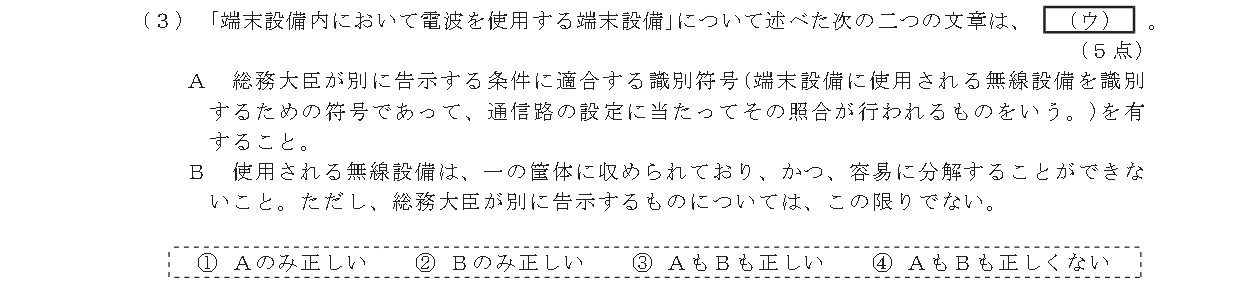 (3) 「端末設備内において電波を使用する端末設備」について述べた次の二つの文章は、 (ウ) 。
(5点)
A 総務大臣が別に告示する条件に適合する識別符号(端末設備に使用される無線設備を識別
するための符号であって、通信路の設定に当たってその照合が行われるものをいう。)を有
すること。
B 使用される無線設備は、一の筐体に収められており、かつ、容易に分解することができな
いこと。ただし、総務大臣が別に告示するものについては、この限りでない。
① Aのみ正しい ② Bのみ正しい ③ AもBも正しい ④ AもBも正しくない